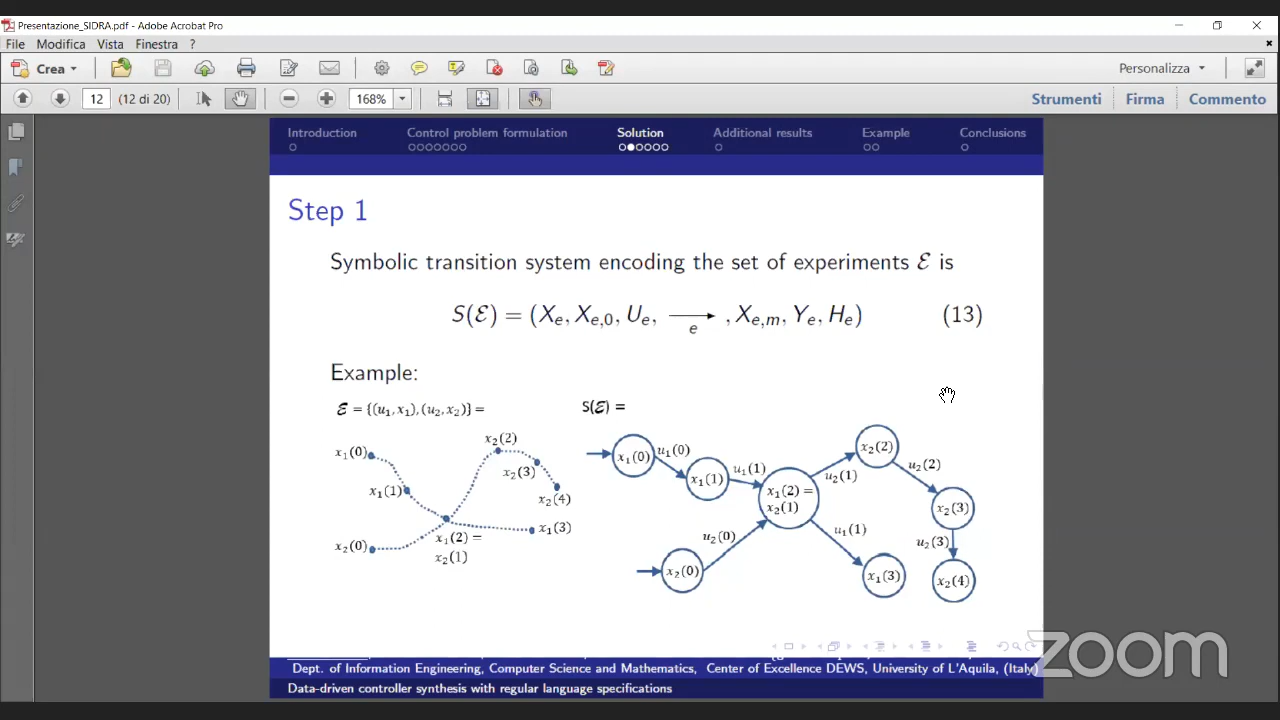 Presentazione_SIDRA.pdf - Adobe Acrobat Pro
File Modifica Vista Finestra ?
Crea Personalizza
12 (12 di 20) 168% Strumenti Firma Commento
Introduction Control problem formulation Solution Additional results Example Conclusions
Step 1
Symbolic transition system encoding the set of experiments ℰ is
S(ℰ) = (Xₑ, Xₑ,₀, Uₑ, ⟶ₑ , Xₑ,ₘ, Yₑ, Hₑ) (13)
Example:
ℰ = {(u₁, x₁), (u₂, x₂)} =
x₁(0)
x₁(1)
x₂(0)
x₁(2) =
x₂(1)
x₂(2)
x₂(3)
x₂(4)
x₁(3)
S(ℰ) =
x₁(0)
u₁(0)
x₁(1)
u₁(1)
x₁(2) =
x₂(1)
x₂(0)
u₂(0)
u₂(1)
x₂(2)
u₂(2)
x₂(3)
u₂(3)
x₂(4)
u₁(1)
x₁(3)
Dept. of Information Engineering, Computer Science and Mathematics, Center of Excellence DEWS, University of L'Aquila, (Italy)
Data-driven controller synthesis with regular language specifications
zoom